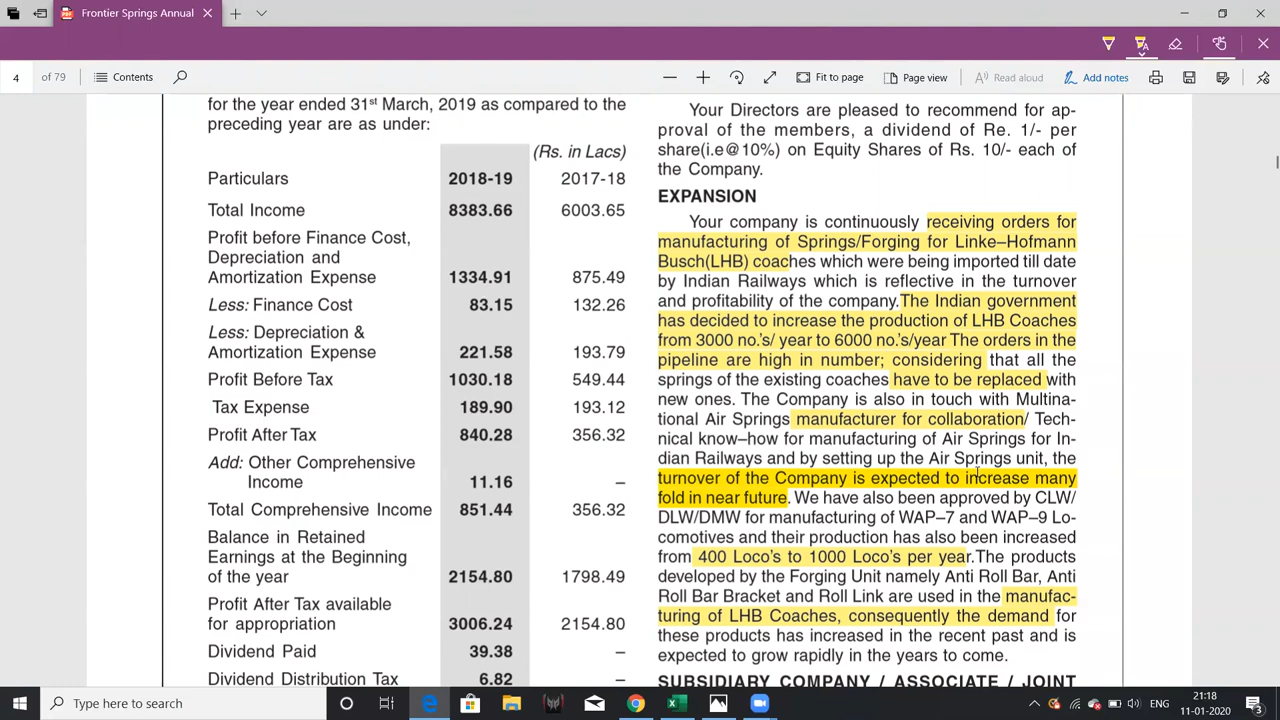 Frontier Springs Annual
4 of 79 Contents Fit to page Page view Read aloud Add notes
for the year ended 31st March, 2019 as compared to the
preceding year are as under:
(Rs. in Lacs)
Particulars 2018-19 2017-18
Total Income 8383.66 6003.65
Profit before Finance Cost,
Depreciation and
Amortization Expense 1334.91 875.49
Less: Finance Cost 83.15 132.26
Less: Depreciation &
Amortization Expense 221.58 193.79
Profit Before Tax 1030.18 549.44
Tax Expense 189.90 193.12
Profit After Tax 840.28 356.32
Add: Other Comprehensive
Income 11.16 –
Total Comprehensive Income 851.44 356.32
Balance in Retained
Earnings at the Beginning
of the year 2154.80 1798.49
Profit After Tax available
for appropriation 3006.24 2154.80
Dividend Paid 39.38 –
Dividend Distribution Tax 6.82 –
Your Directors are pleased to recommend for ap-
proval of the members, a dividend of Re. 1/- per
share(i.e@10%) on Equity Shares of Rs. 10/- each of
the Company.
EXPANSION
Your company is continuously receiving orders for
manufacturing of Springs/Forging for Linke–Hofmann
Busch(LHB) coaches which were being imported till date
by Indian Railways which is reflective in the turnover
and profitability of the company.The Indian government
has decided to increase the production of LHB Coaches
from 3000 no.'s/ year to 6000 no.'s/year The orders in the
pipeline are high in number; considering that all the
springs of the existing coaches have to be replaced with
new ones. The Company is also in touch with Multina-
tional Air Springs manufacturer for collaboration/ Tech-
nical know–how for manufacturing of Air Springs for In-
dian Railways and by setting up the Air Springs unit, the
turnover of the Company is expected to increase many
fold in near future. We have also been approved by CLW/
DLW/DMW for manufacturing of WAP–7 and WAP–9 Lo-
comotives and their production has also been increased
from 400 Loco's to 1000 Loco's per year.The products
developed by the Forging Unit namely Anti Roll Bar, Anti
Roll Bar Bracket and Roll Link are used in the manufac-
turing of LHB Coaches, consequently the demand for
these products has increased in the recent past and is
expected to grow rapidly in the years to come.
SUBSIDIARY COMPANY / ASSOCIATE / JOINT
Type here to search
ENG
21:18
11-01-2020
3